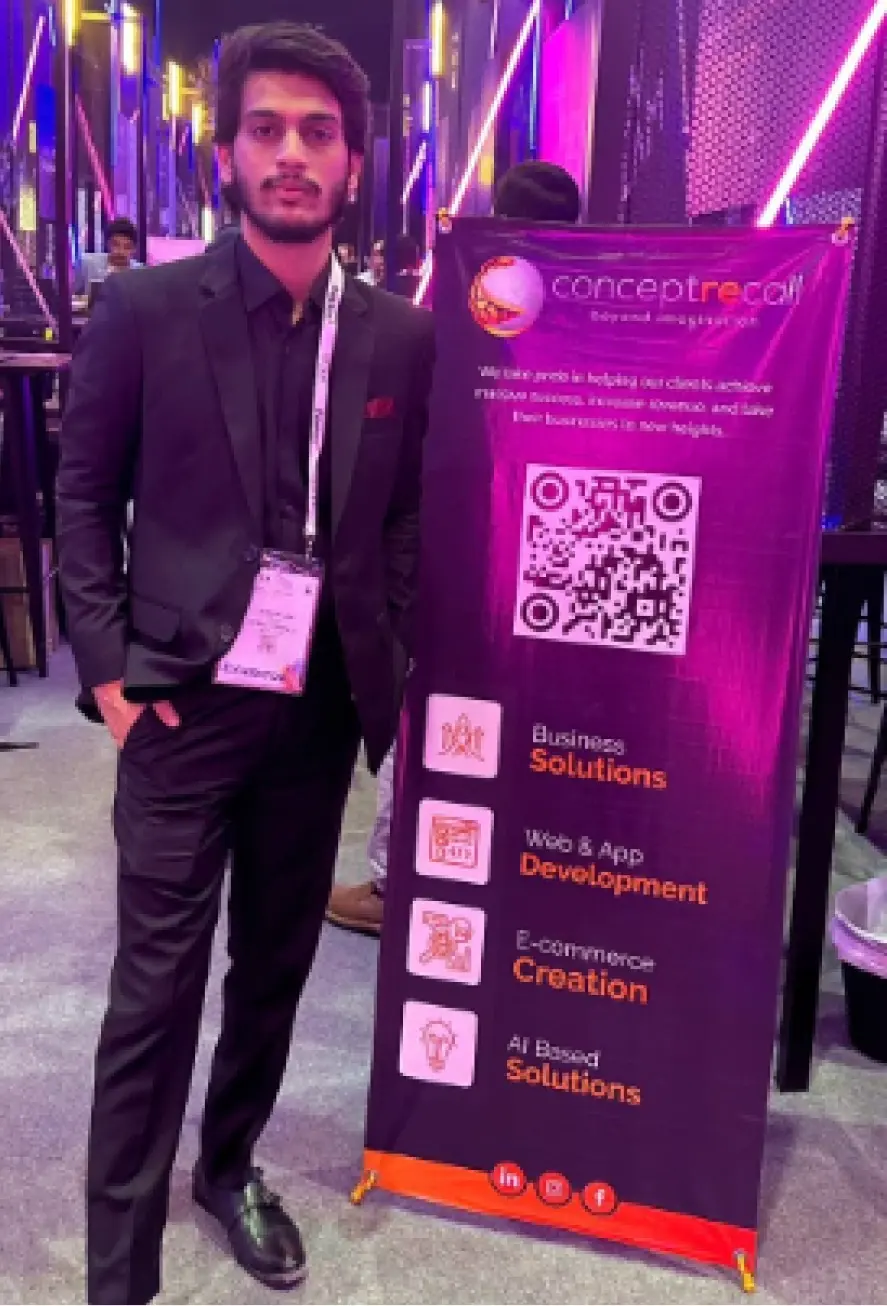 conceptrecall
beyond imagination
We take pride in helping our clients achieve
massive success, increase revenue, and take
their businesses to new heights.
Business
Solutions
Web & App
Development
E-commerce
Creation
AI Based
Solutions
in
f